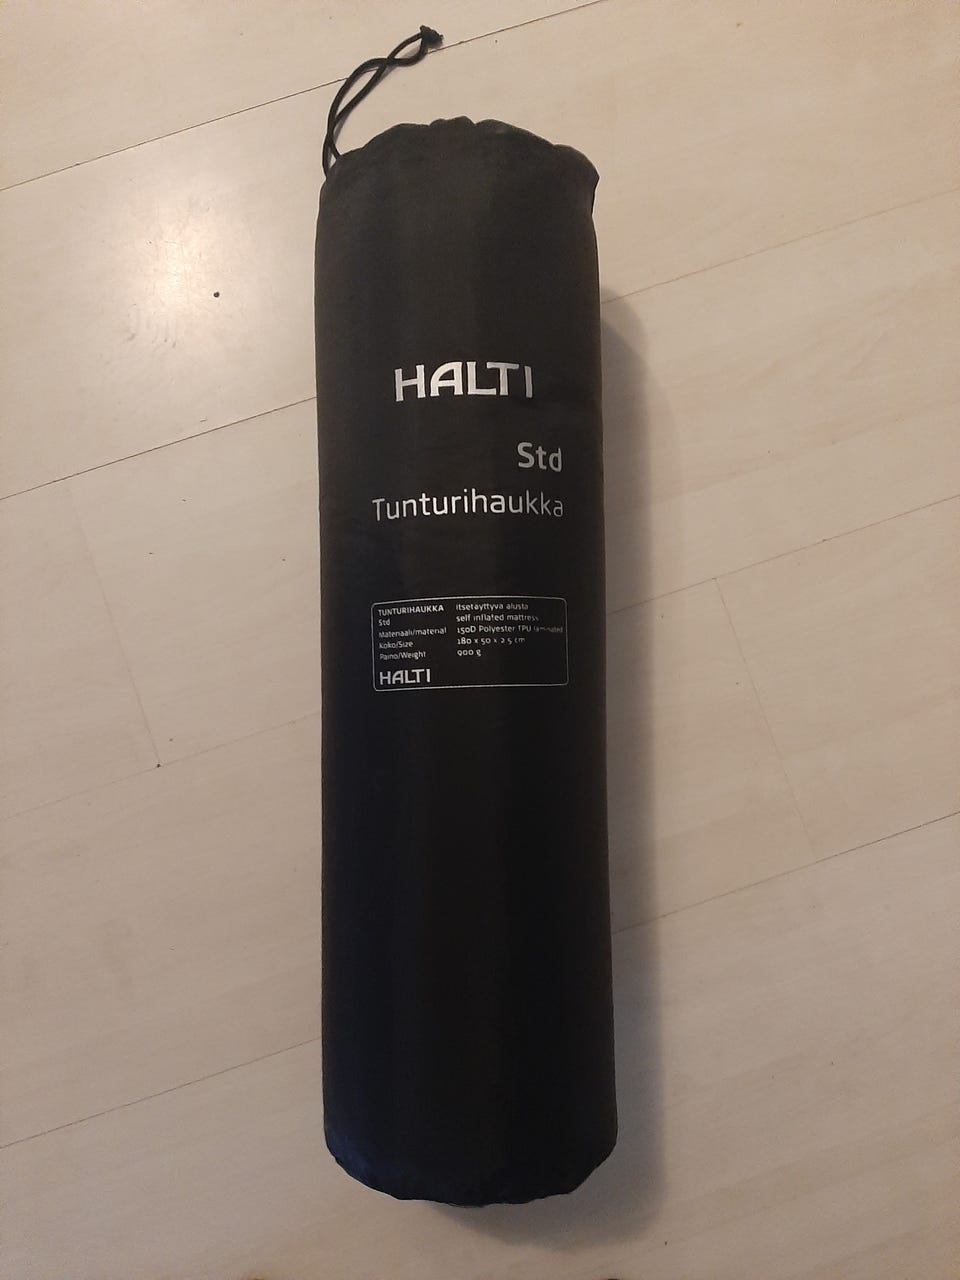 HALTI
Std
Tunturihaukka
TUNTURIHAUKKA itsetäyttyvä alusta
Std self inflated mattress
Materiaali/material 150D Polyester TPU laminated
Koko/Size 180 x 50 x 2,5 cm
Paino/Weight 900 g
HALTI